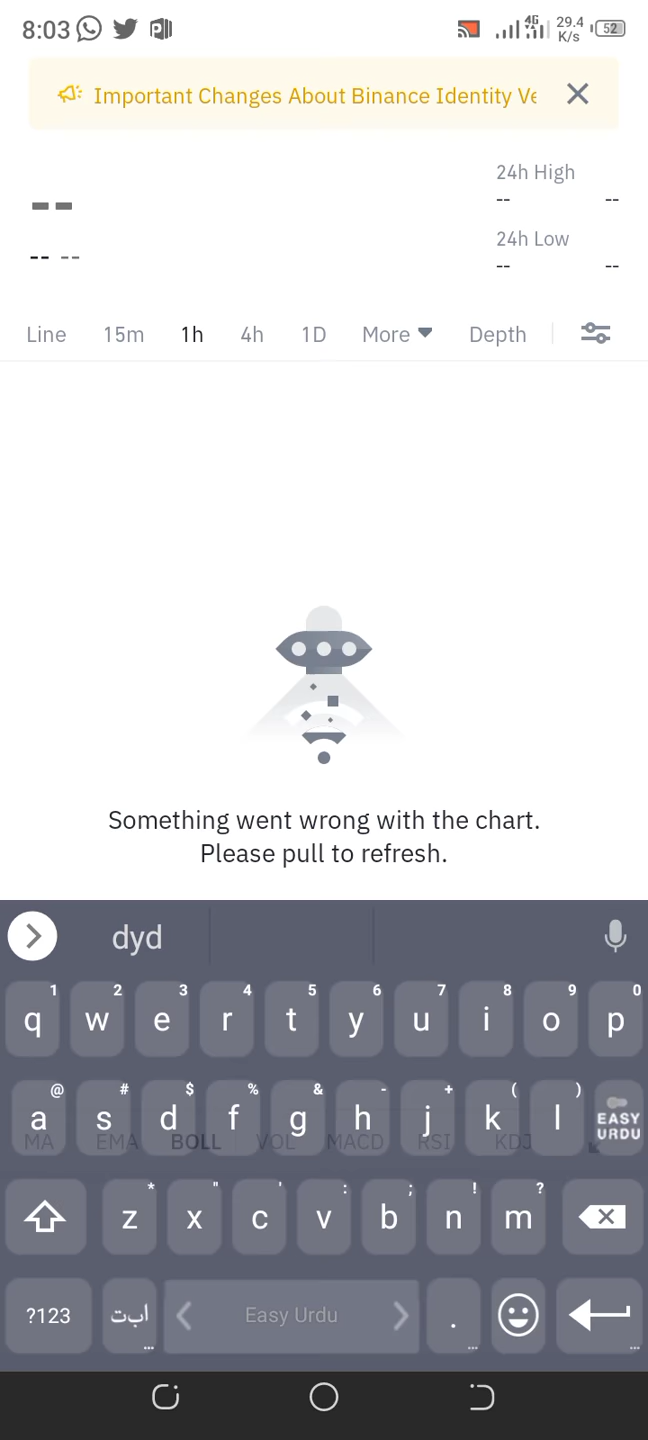 8:03
4G
29.4
K/s
52
Important Changes About Binance Identity Ve
24h High
--
-- --
24h Low
-- --
-- --
Line 15m 1h 4h 1D More Depth
Something went wrong with the chart.
Please pull to refresh.
dyd
1 2 3 4 5 6 7 8 9 0
q w e r t y u i o p
@ # $ % & - + ( )
a s d f g h j k l EASY URDU
MA EMA BOLL VOL MACD RSI KDJ
* " ' : ; ! ?
z x c v b n m
?123 ابت Easy Urdu .
... ... ...